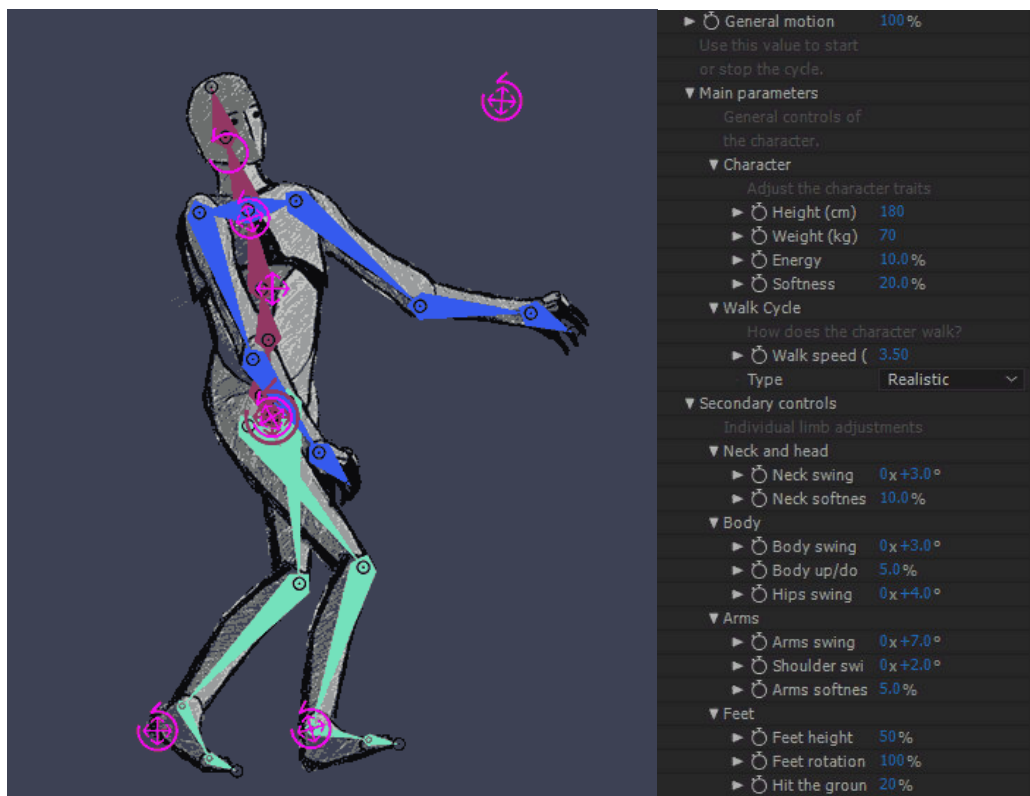 General motion 100%
Use this value to start
or stop the cycle.
Main parameters
General controls of
the character.
Character
Adjust the character traits
Height (cm) 180
Weight (kg) 70
Energy 10.0%
Softness 20.0%
Walk Cycle
How does the character walk?
Walk speed ( 3.50
Type Realistic
Secondary controls
Individual limb adjustments
Neck and head
Neck swing 0x+3.0°
Neck softnes 10.0%
Body
Body swing 0x+3.0°
Body up/do 5.0%
Hips swing 0x+4.0°
Arms
Arms swing 0x+7.0°
Shoulder swi 0x+2.0°
Arms softnes 5.0%
Feet
Feet height 50%
Feet rotation 100%
Hit the groun 20%